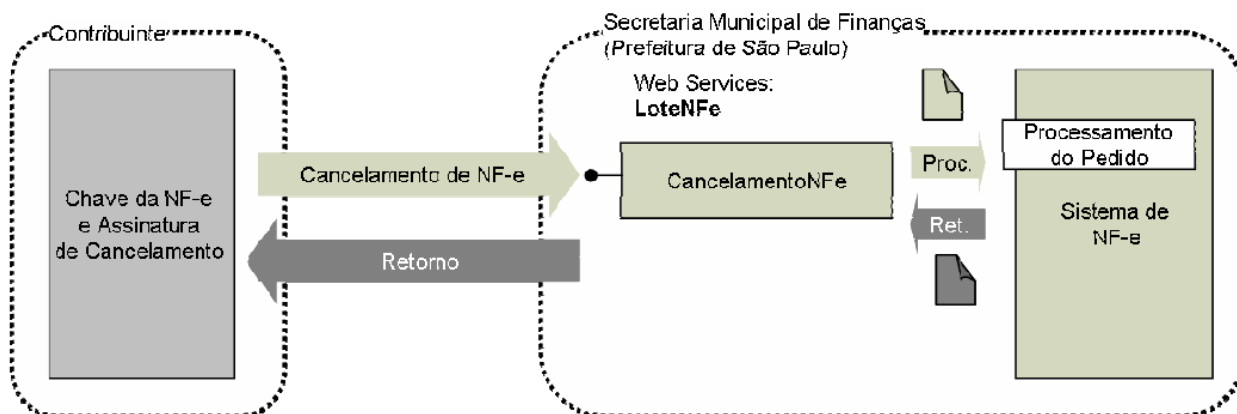 Contribuinte
Chave da NF-e
e Assinatura
de Cancelamento
Cancelamento de NF-e
Retorno
Secretaria Municipal de Finanças
(Prefeitura de São Paulo)
Web Services:
LoteNFe
CancelamentoNFe
Proc.
Ret.
Processamento
do Pedido
Sistema de
NF-e